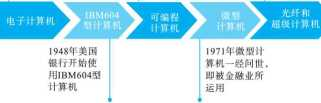 电子计算机
IBM604
型计算机
可编程
计算机
微型
计算机
光纤和
超级计算机
1948年美国
银行开始使
用IBM604型
计算机
1971年微型计
算机一经问世，
即被金融业所
运用